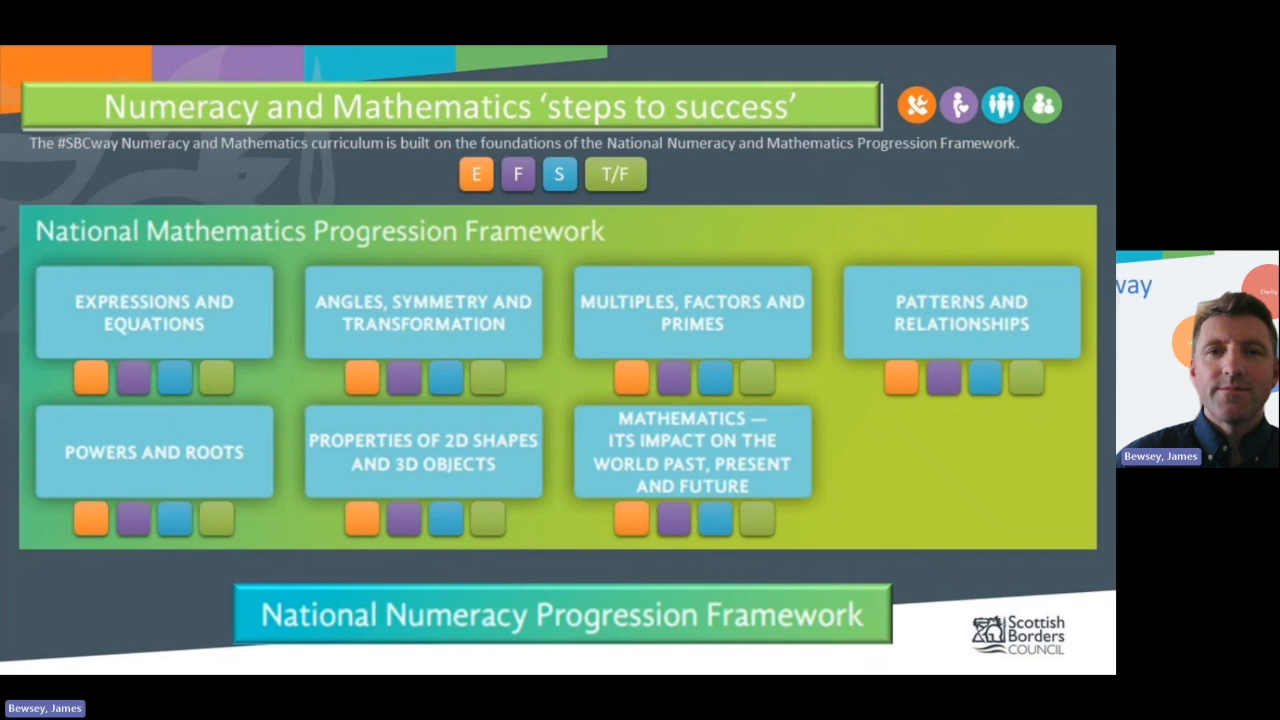 Numeracy and Mathematics ‘steps to success’
The #SBCway Numeracy and Mathematics curriculum is built on the foundations of the National Numeracy and Mathematics Progression Framework.
E F S T/F
National Mathematics Progression Framework
EXPRESSIONS AND
EQUATIONS
ANGLES, SYMMETRY AND
TRANSFORMATION
MULTIPLES, FACTORS AND
PRIMES
PATTERNS AND
RELATIONSHIPS
POWERS AND ROOTS
PROPERTIES OF 2D SHAPES
AND 3D OBJECTS
MATHEMATICS —
ITS IMPACT ON THE
WORLD PAST, PRESENT
AND FUTURE
National Numeracy Progression Framework
Scottish
Borders
COUNCIL
way
Clarity
Bewsey, James
Bewsey, James